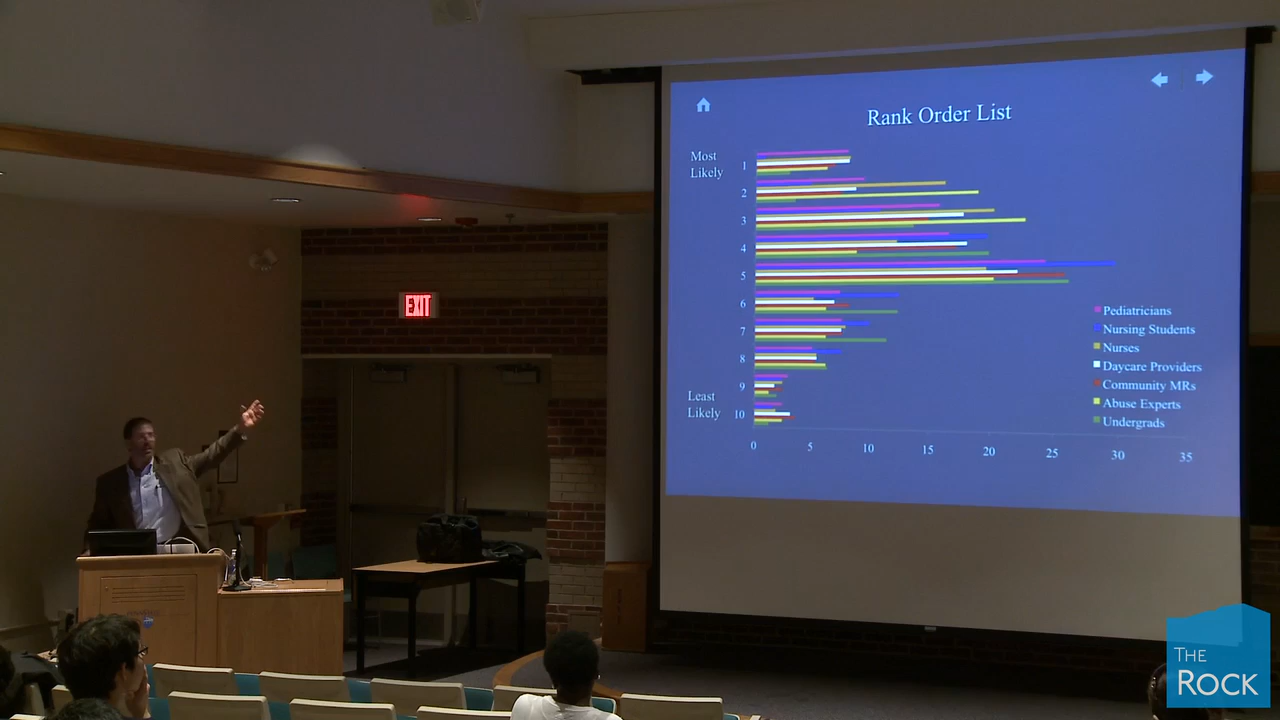 Rank Order List
Most
Likely
1
2
3
4
5
6
7
8
9
10
Least
Likely
0 5 10 15 20 25 30 35
Pediatricians
Nursing Students
Nurses
Daycare Providers
Community MRs
Abuse Experts
Undergrads
EXIT
THE
ROCK